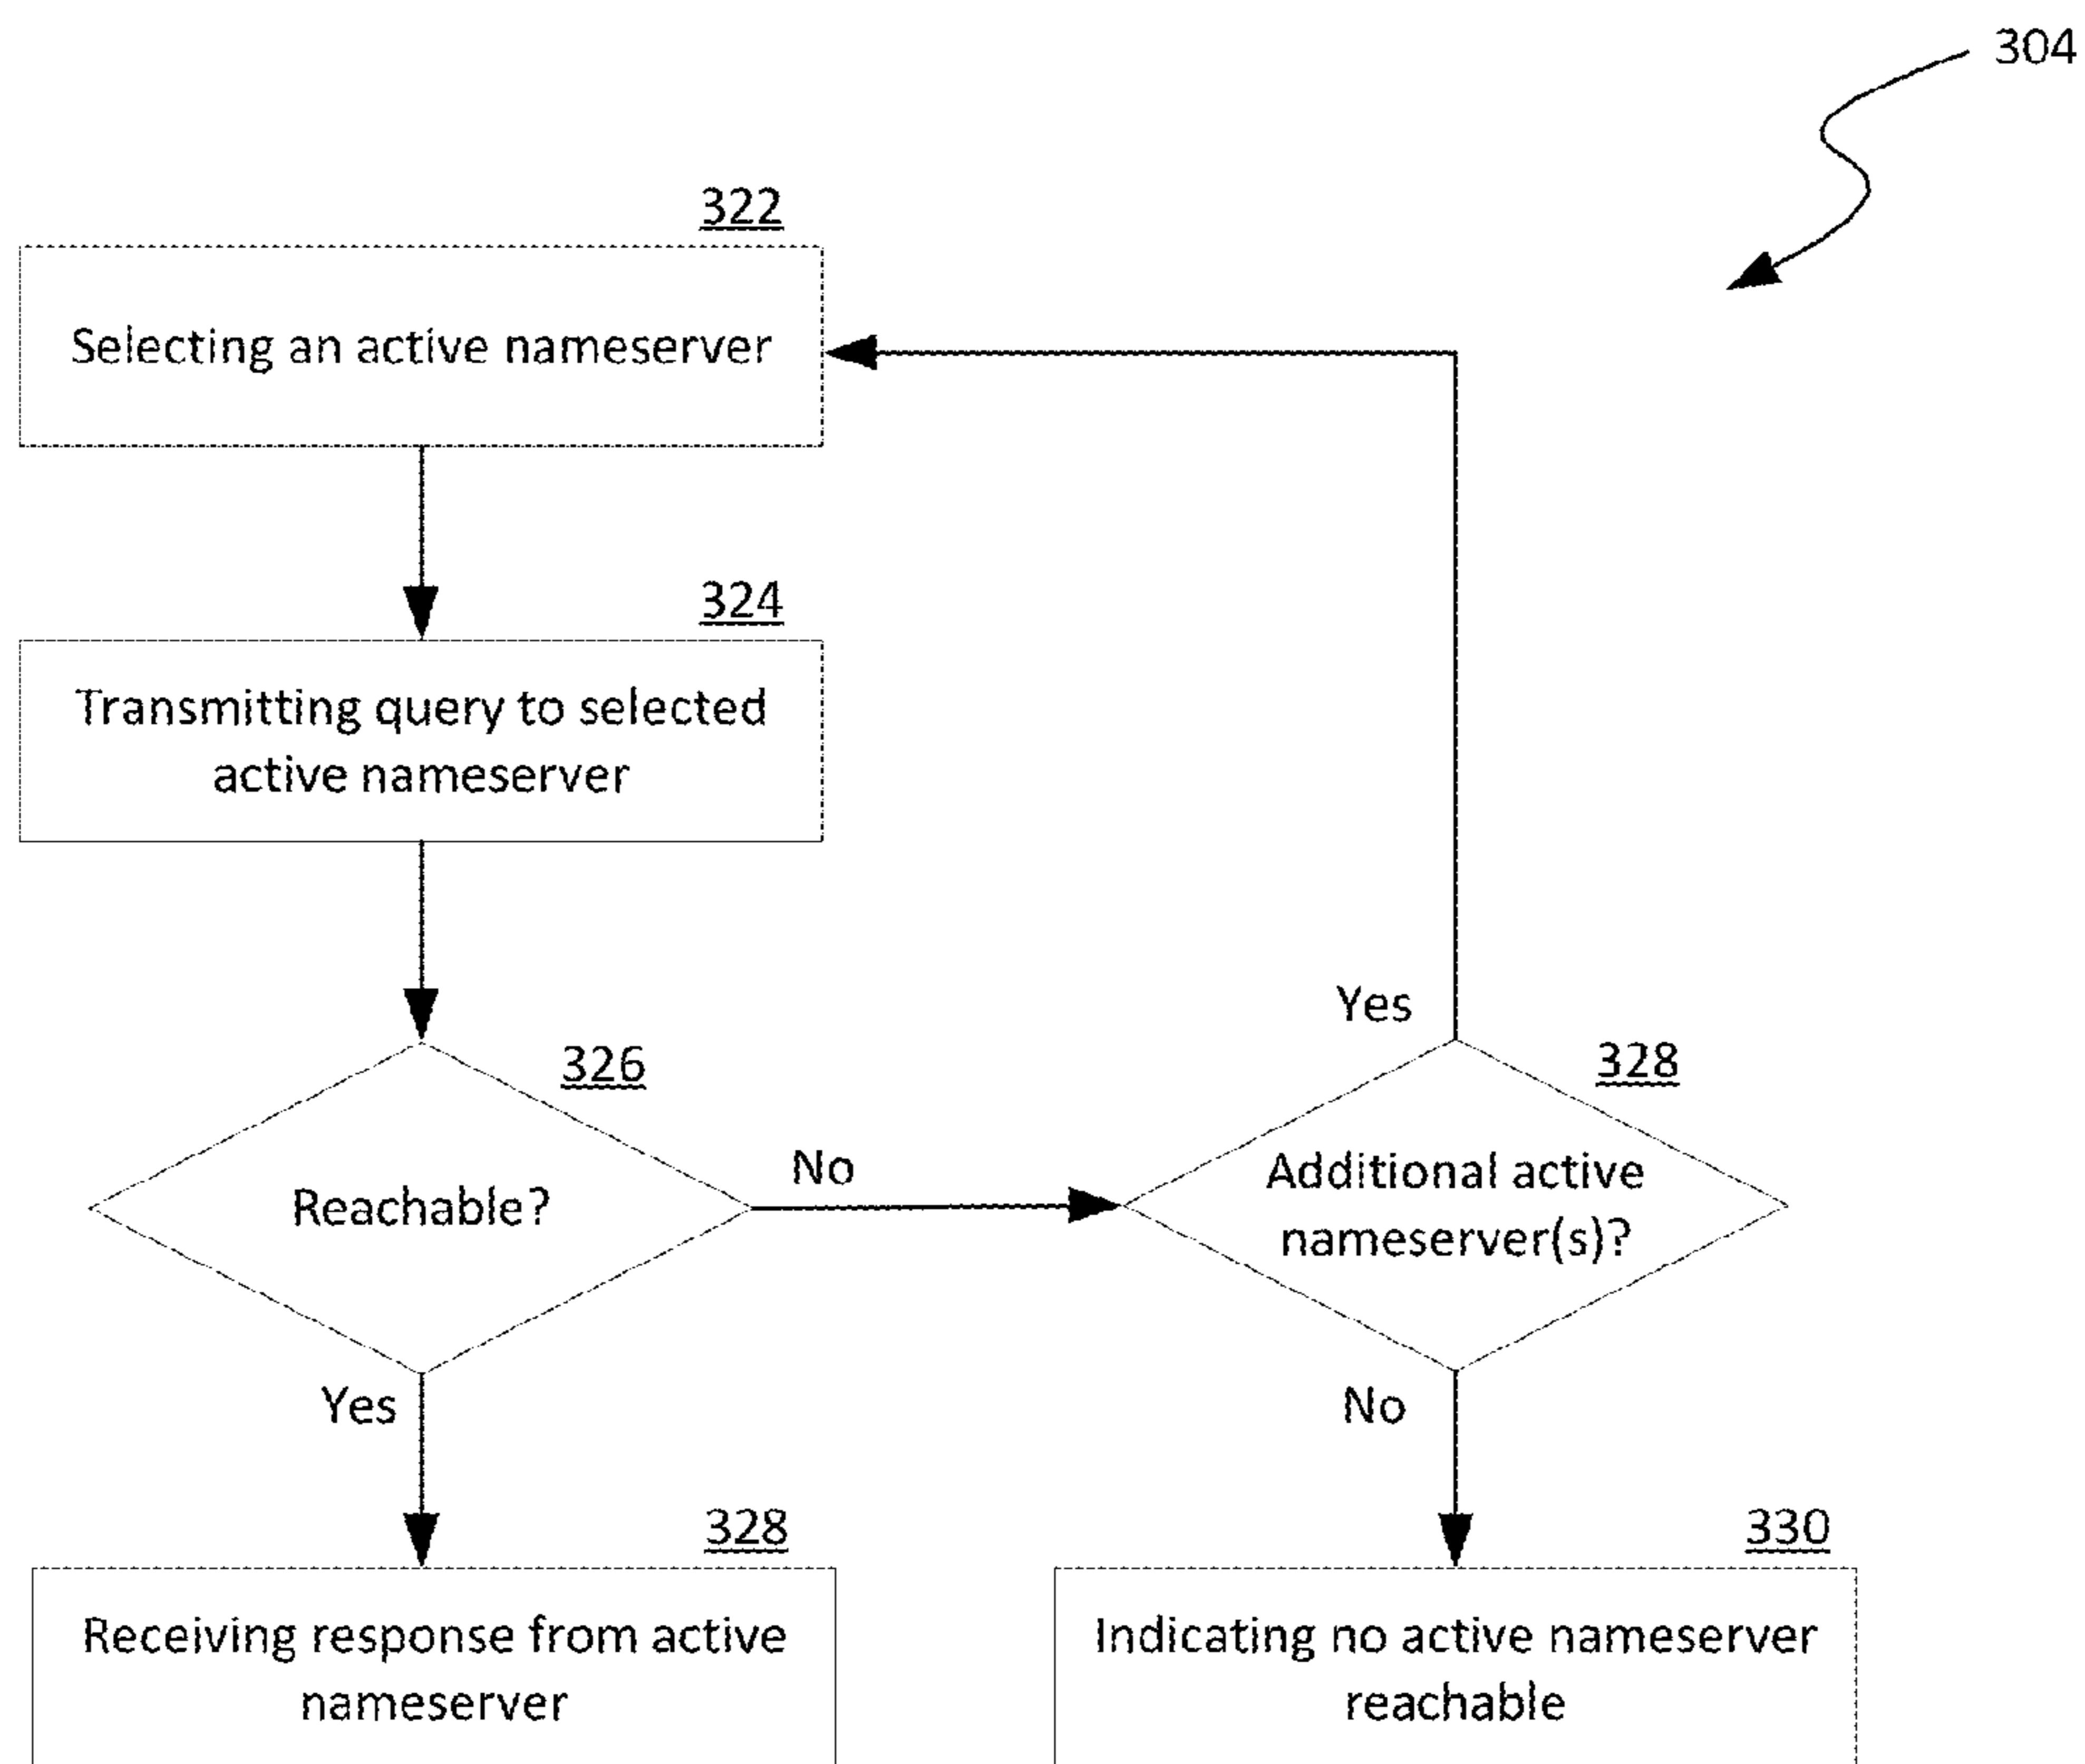 304
322
Selecting an active nameserver
324
Transmitting query to selected
active nameserver
326
Reachable?
No
Yes
328
Additional active
nameserver(s)?
Yes
No
328
Receiving response from active
nameserver
330
Indicating no active nameserver
reachable